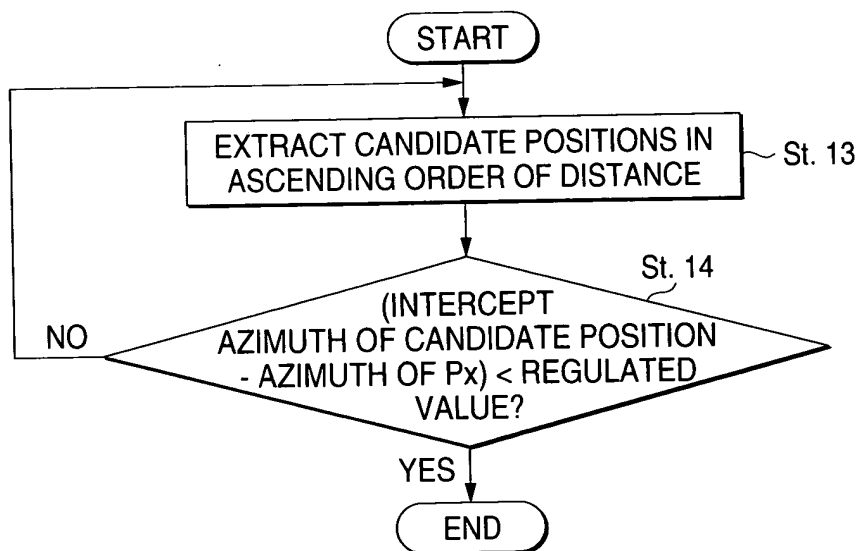 START
EXTRACT CANDIDATE POSITIONS IN
ASCENDING ORDER OF DISTANCE
St. 13
St. 14
(INTERCEPT
AZIMUTH OF CANDIDATE POSITION
- AZIMUTH OF Px) < REGULATED
VALUE?
NO
YES
END